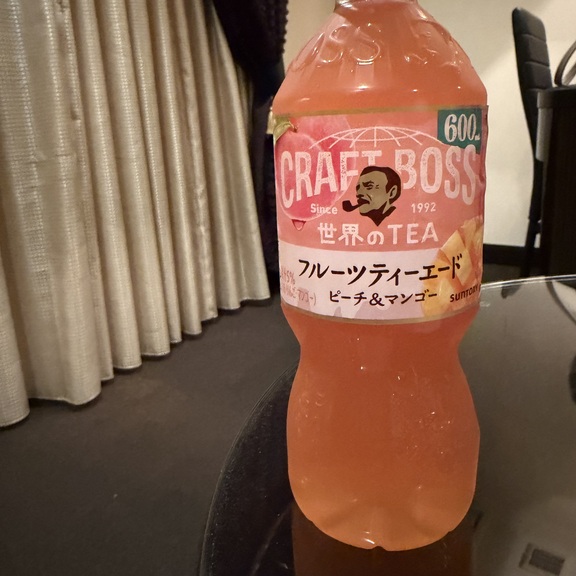 BOSS
600ml
CRAFT BOSS
Since 1992
世界のTEA
フルーツティーエード
ピーチ&マンゴー
SUNTORY